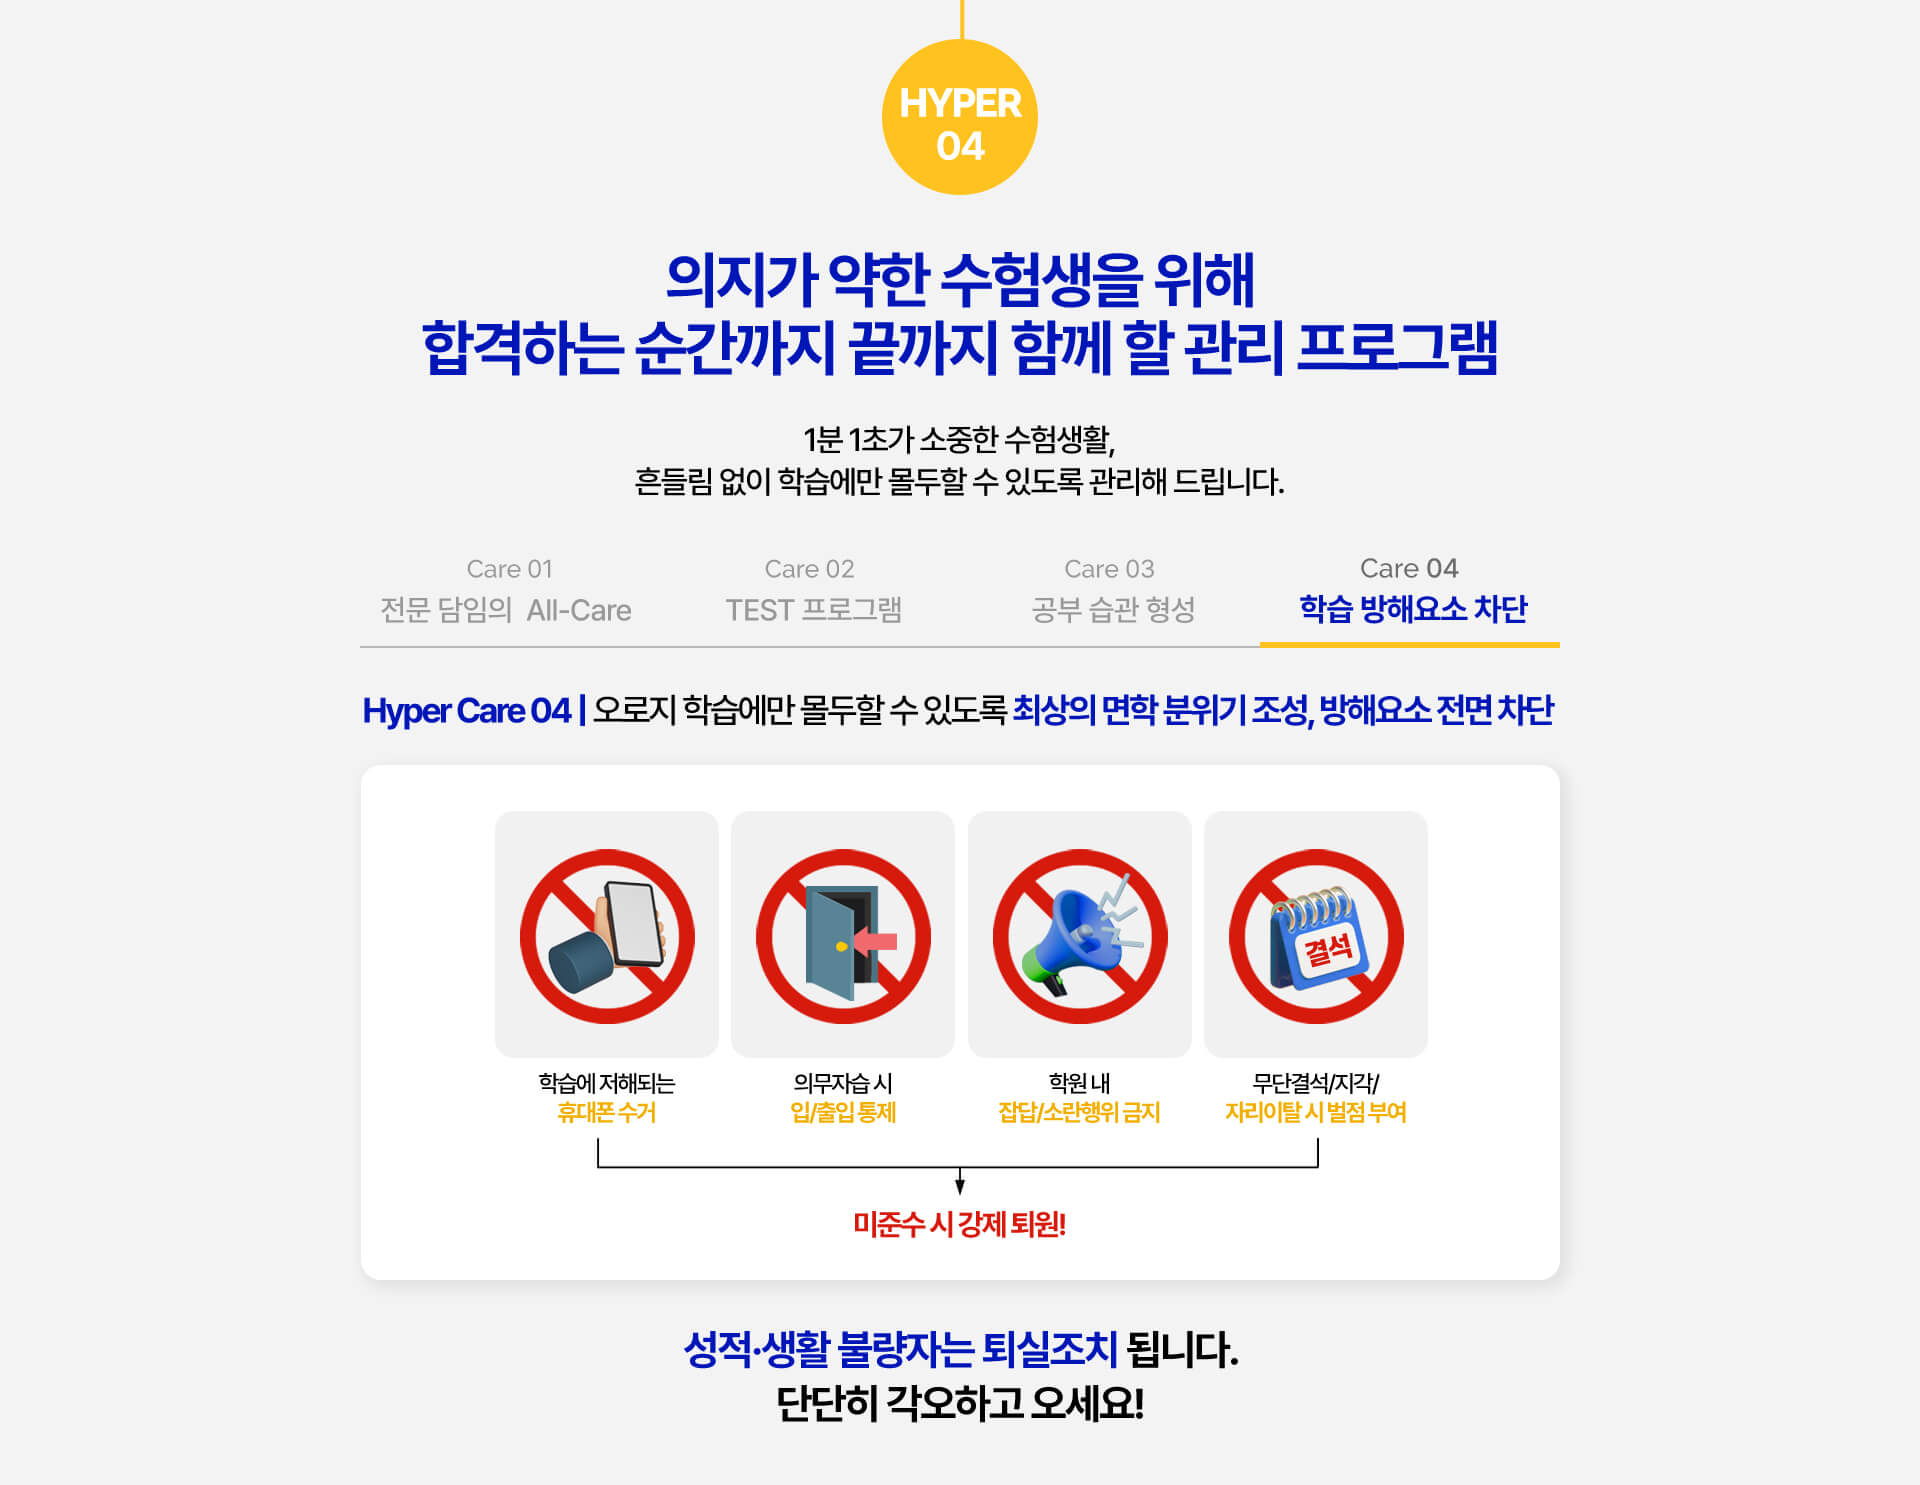 HYPER
04
의지가 약한 수험생을 위해
합격하는 순간까지 끝까지 함께 할 관리 프로그램
1분 1초가 소중한 수험생활,
흔들림 없이 학습에만 몰두할 수 있도록 관리해 드립니다.
Care 01
전문 담임의 All-Care
Care 02
TEST 프로그램
Care 03
공부 습관 형성
Care 04
학습 방해요소 차단
Hyper Care 04 | 오로지 학습에만 몰두할 수 있도록 최상의 면학 분위기 조성, 방해요소 전면 차단
결석
학습에 저해되는
휴대폰 수거
의무자습 시
입/출입 통제
학원 내
잡답/소란행위 금지
무단결석/지각/
자리이탈 시 벌점 부여
미준수 시 강제 퇴원!
성적·생활 불량자는 퇴실조치 됩니다.
단단히 각오하고 오세요!